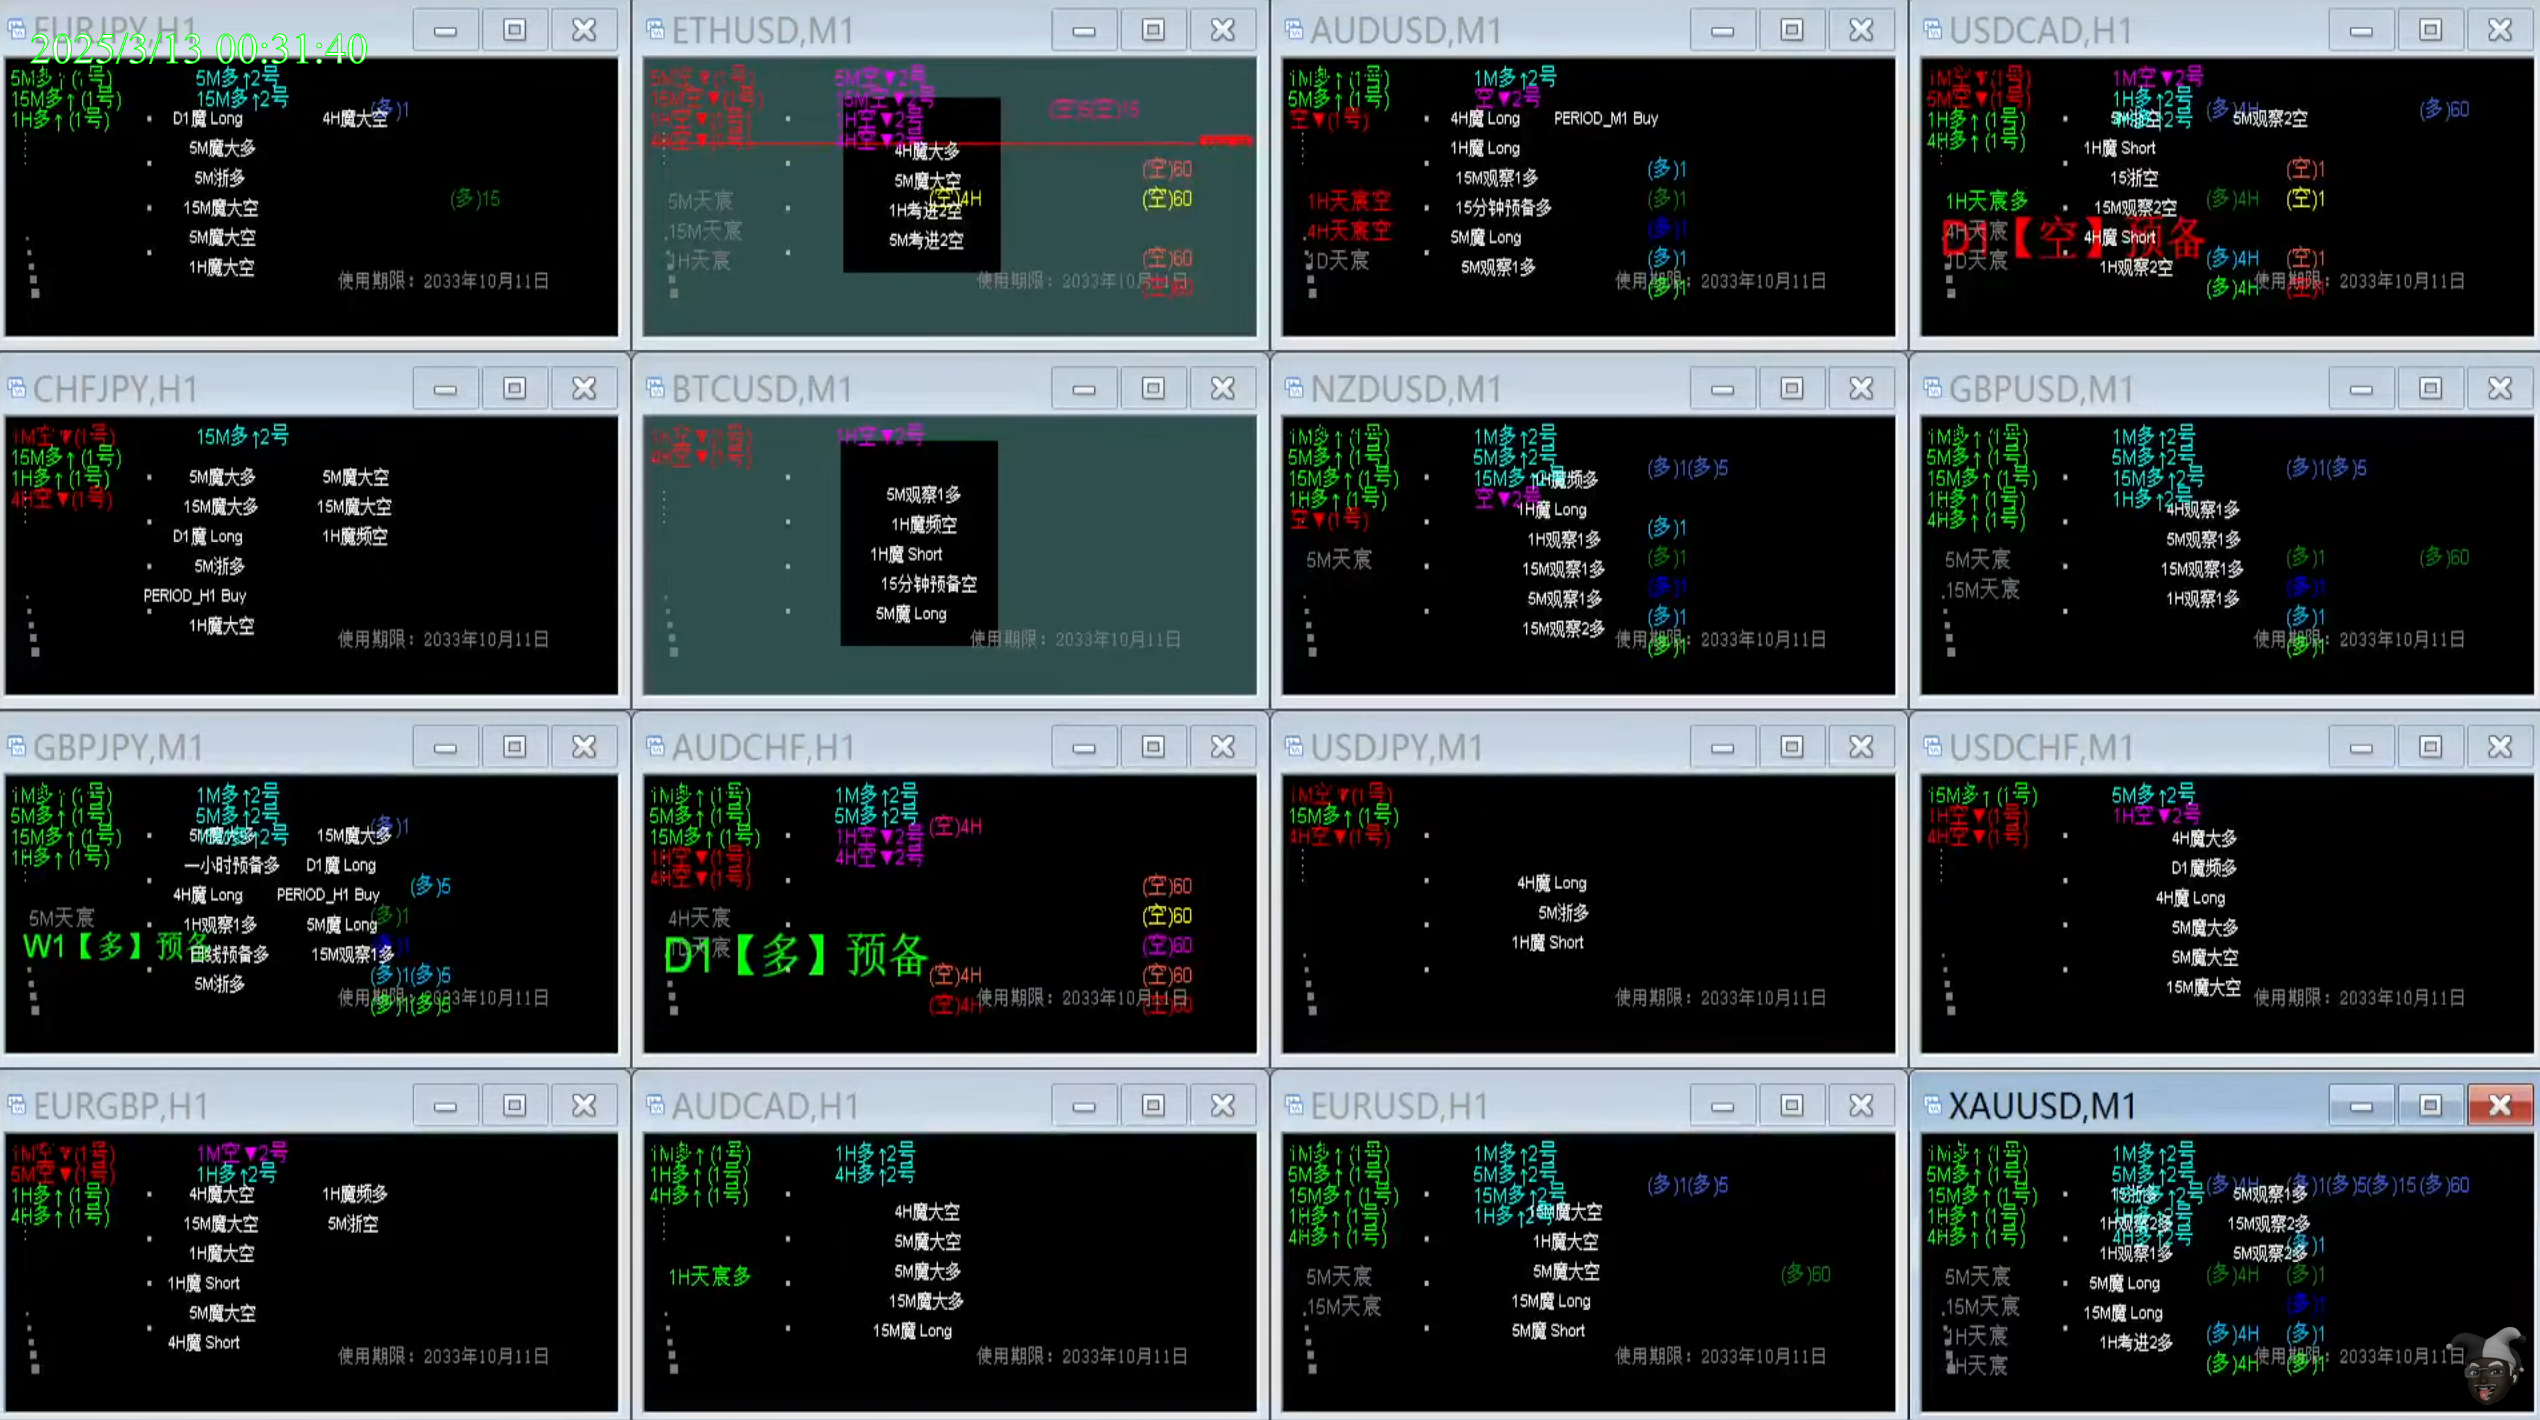 EURJPY,H1
2025/3/13 00:31:40
5M多↑(1号) 5M多↑2号
15M多↑(1号) 15M多↑2号 (多)1
1H多↑(1号) D1魔 Long 4H魔大空
5M魔大多
5M浙多
(多)15
15M魔大空
5M魔大空
1H魔大空
使用期限：2033年10月11日
ETHUSD,M1
5M空▼(1号) 5M空▼2号
15M空▼(1号) 15M空▼2号 (空)5(空)15
1H空▼(1号) 1H空▼2号
4H空▼(1号) 4H空▼2号
4H魔大多
(空)60
5M魔大空
5M天宸 (空)4H (空)60
1H考进2空
15M天宸 5M考进2空
1H天宸 (空)60
使用期限：2033年10月11日
(空)60
AUDUSD,M1
1M多↑(1号) 1M多↑2号
5M多↑(1号) 空▼2号
空▼(1号) 4H魔 Long PERIOD_M1 Buy
1H魔 Long
15M观察1多 (多)1
1H天宸空 15分钟预备多 (多)1
4H天宸空 5M魔 Long (多)1
1D天宸 5M观察1多 (多)1
使用期限：2033年10月11日
(多)1
USDCAD,H1
1M空▼(1号) 1M空▼2号
5M空▼(1号) 1H多↑2号 (多)4H (多)60
1H多↑(1号) 5M观察2空
4H多↑(1号) 1H魔 Short
15浙空 (空)1
1H天宸多 15M观察2空 (多)4H (空)1
4H天宸 4H魔 Short
D1【空】预备
1D天宸 1H观察2空 (多)4H (空)1
使用期限：2033年10月11日
(多)4H (空)1
CHFJPY,H1
1M空▼(1号) 15M多↑2号
15M多↑(1号)
1H多↑(1号) 5M魔大多 5M魔大空
4H空▼(1号) 15M魔大多 15M魔大空
D1魔 Long 1H魔频空
5M浙多
PERIOD_H1 Buy
1H魔大空
使用期限：2033年10月11日
BTCUSD,M1
1H空▼(1号) 1H空▼2号
4H空▼(1号)
5M观察1多
1H魔频空
1H魔 Short
15分钟预备空
5M魔 Long
使用期限：2033年10月11日
NZDUSD,M1
1M多↑(1号) 1M多↑2号
5M多↑(1号) 5M多↑2号 (多)1(多)5
15M多↑(1号) 15M多↑2号 魔频多
1H多↑(1号) 空▼2号
空▼(1号) 1H魔 Long
1H观察1多 (多)1
5M天宸 15M观察1多 (多)1
5M观察1多 (多)1
15M观察2多 (多)1
使用期限：2033年10月11日
(多)1
GBPUSD,M1
1M多↑(1号) 1M多↑2号
5M多↑(1号) 5M多↑2号 (多)1(多)5
15M多↑(1号) 15M多↑2号
1H多↑(1号) 1H多↑2号
4H多↑(1号) 4H观察1多
5M观察1多
5M天宸 15M观察1多 (多)1 (多)60
15M天宸 1H观察1多 (多)1
(多)1
使用期限：2033年10月11日
(多)1
GBPJPY,M1
1M多↑(1号) 1M多↑2号
5M多↑(1号) 5M多↑2号 (多)1
15M多↑(1号) 5M魔大多 15M魔大多
1H多↑(1号) 一小时预备多 D1魔 Long
4H魔 Long PERIOD_H1 Buy (多)5
5M天宸 1H观察1多 5M魔 Long (多)1
W1【多】预备 日线预备多 15M观察1多 (多)1
5M浙多 (多)1(多)5
使用期限：2033年10月11日
(多)1(多)5
AUDCHF,H1
1M多↑(1号) 1M多↑2号
5M多↑(1号) 5M多↑2号 (空)4H
15M多↑(1号) 1H空▼2号
1H空▼(1号) 4H空▼2号
4H空▼(1号) (空)60
4H天宸 (空)60
D1【多】预备 (空)60
(空)4H (空)60
使用期限：2033年10月11日
(空)4H (空)60
USDJPY,M1
1M空▼(1号)
15M多↑(1号)
4H空▼(1号)
4H魔 Long
5M浙多
1H魔 Short
使用期限：2033年10月11日
USDCHF,M1
15M多↑(1号) 5M多↑2号
1H空▼(1号) 1H空▼2号
4H空▼(1号) 4H魔大多
D1魔频多
4H魔 Long
5M魔大多
5M魔大空
15M魔大空
使用期限：2033年10月11日
EURGBP,H1
1M空▼(1号) 1M空▼2号
5M空▼(1号) 1H多↑2号
1H多↑(1号) 4H魔大空 1H魔频多
4H多↑(1号) 15M魔大空 5M浙空
1H魔大空
1H魔 Short
5M魔大空
4H魔 Short
使用期限：2033年10月11日
AUDCAD,H1
1M多↑(1号) 1H多↑2号
1H多↑(1号) 4H多↑2号
4H多↑(1号) 4H魔大空
5M魔大空
1H天宸多 5M魔大多
15M魔大多
15M魔 Long
使用期限：2033年10月11日
EURUSD,H1
1M多↑(1号) 1M多↑2号
5M多↑(1号) 5M多↑2号 (多)1(多)5
15M多↑(1号) 15M多↑2号
1H多↑(1号) 1H多↑2号 15M魔大空
4H多↑(1号) 1H魔大空
5M天宸 5M魔大空 (多)60
15M天宸 15M魔 Long
5M魔 Short
使用期限：2033年10月11日
XAUUSD,M1
1M多↑(1号) 1M多↑2号
5M多↑(1号) 5M多↑2号 (多)4H (多)1(多)5(多)15(多)60
15M多↑(1号) 15浙多 5M观察1多
1H多↑(1号) 1H观察2多 15M观察2多
4H多↑(1号) 4H多↑2号 (多)1
1H观察1多 5M观察2多
5M天宸 5M魔 Long (多)4H (多)1
15M天宸 15M魔 Long (多)1
1H天宸 1H考进2多 (多)4H (多)1
使用期限：2033年10月11日
4H天宸 (多)4H (多)1